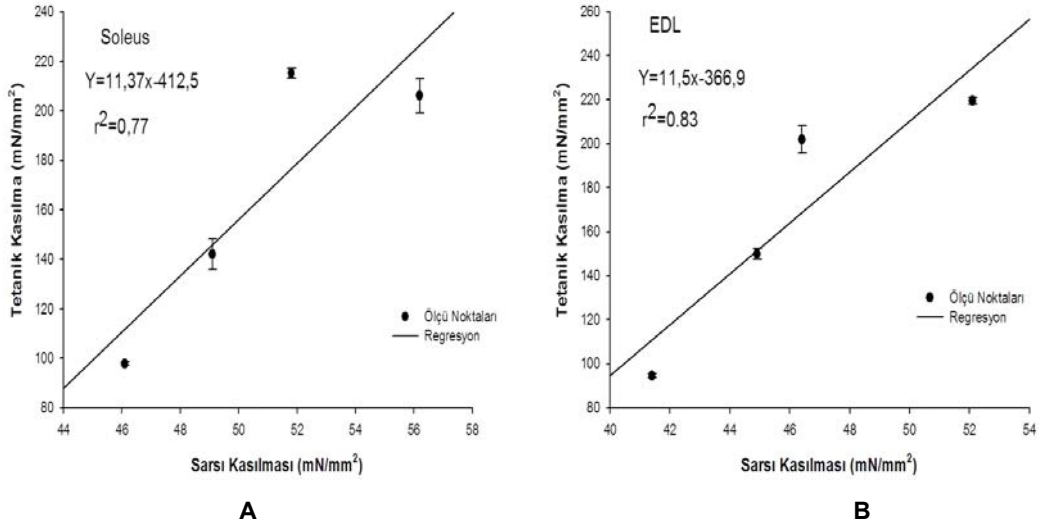 Soleus
Y=11,37x-412,5
r²=0,77
Tetanik Kasılma (mN/mm²)
240
220
200
180
160
140
120
100
80
44 46 48 50 52 54 56 58
Sarsı Kasılması (mN/mm²)
Ölçü Noktaları
Regresyon
A
EDL
Y=11,5x-366,9
r²=0.83
Tetanik Kasılma (mN/mm²)
260
240
220
200
180
160
140
120
100
80
40 42 44 46 48 50 52 54
Sarsı Kasılması (mN/mm²)
Ölçü Noktaları
Regresyon
B